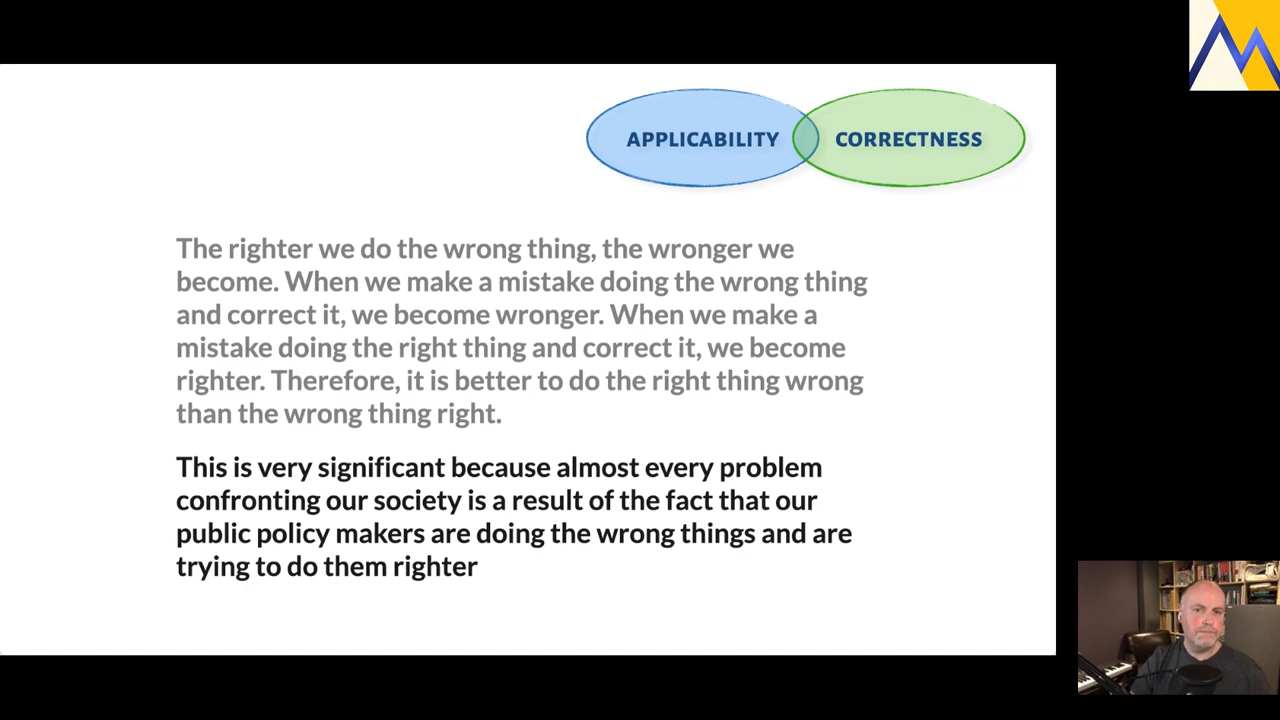 APPLICABILITY CORRECTNESS
The righter we do the wrong thing, the wronger we
become. When we make a mistake doing the wrong thing
and correct it, we become wronger. When we make a
mistake doing the right thing and correct it, we become
righter. Therefore, it is better to do the right thing wrong
than the wrong thing right.
This is very significant because almost every problem
confronting our society is a result of the fact that our
public policy makers are doing the wrong things and are
trying to do them righter